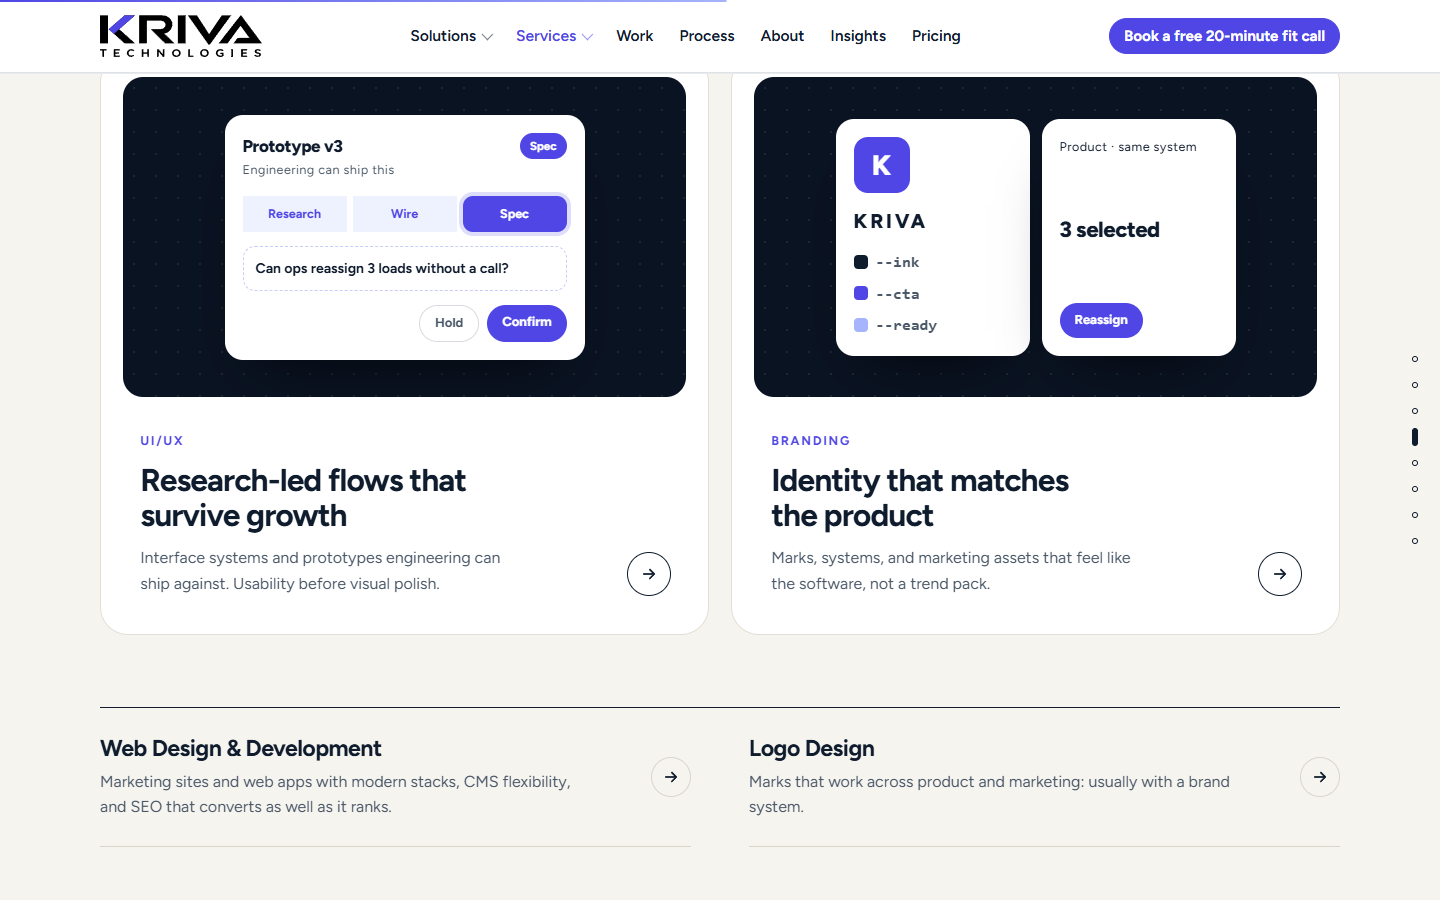 KRIVA
TECHNOLOGIES
Solutions
Services
Work
Process
About
Insights
Pricing
Book a free 20-minute fit call
Prototype v3
Spec
Engineering can ship this
Research
Wire
Spec
Can ops reassign 3 loads without a call?
Hold
Confirm
K
KRIVA
--ink
--cta
--ready
Product · same system
3 selected
Reassign
UI/UX
Research-led flows that
survive growth
Interface systems and prototypes engineering can
ship against. Usability before visual polish.
BRANDING
Identity that matches
the product
Marks, systems, and marketing assets that feel like
the software, not a trend pack.
Web Design & Development
Marketing sites and web apps with modern stacks, CMS flexibility,
and SEO that converts as well as it ranks.
Logo Design
Marks that work across product and marketing: usually with a brand
system.